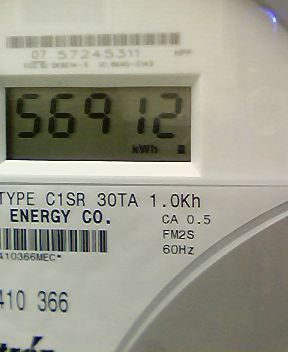 07 57245311
56912
kWh
TYPE C1SR 30TA 1.0Kh
ENERGY CO. CA 0.5
FM2S
60Hz
410366MEC*
410 366